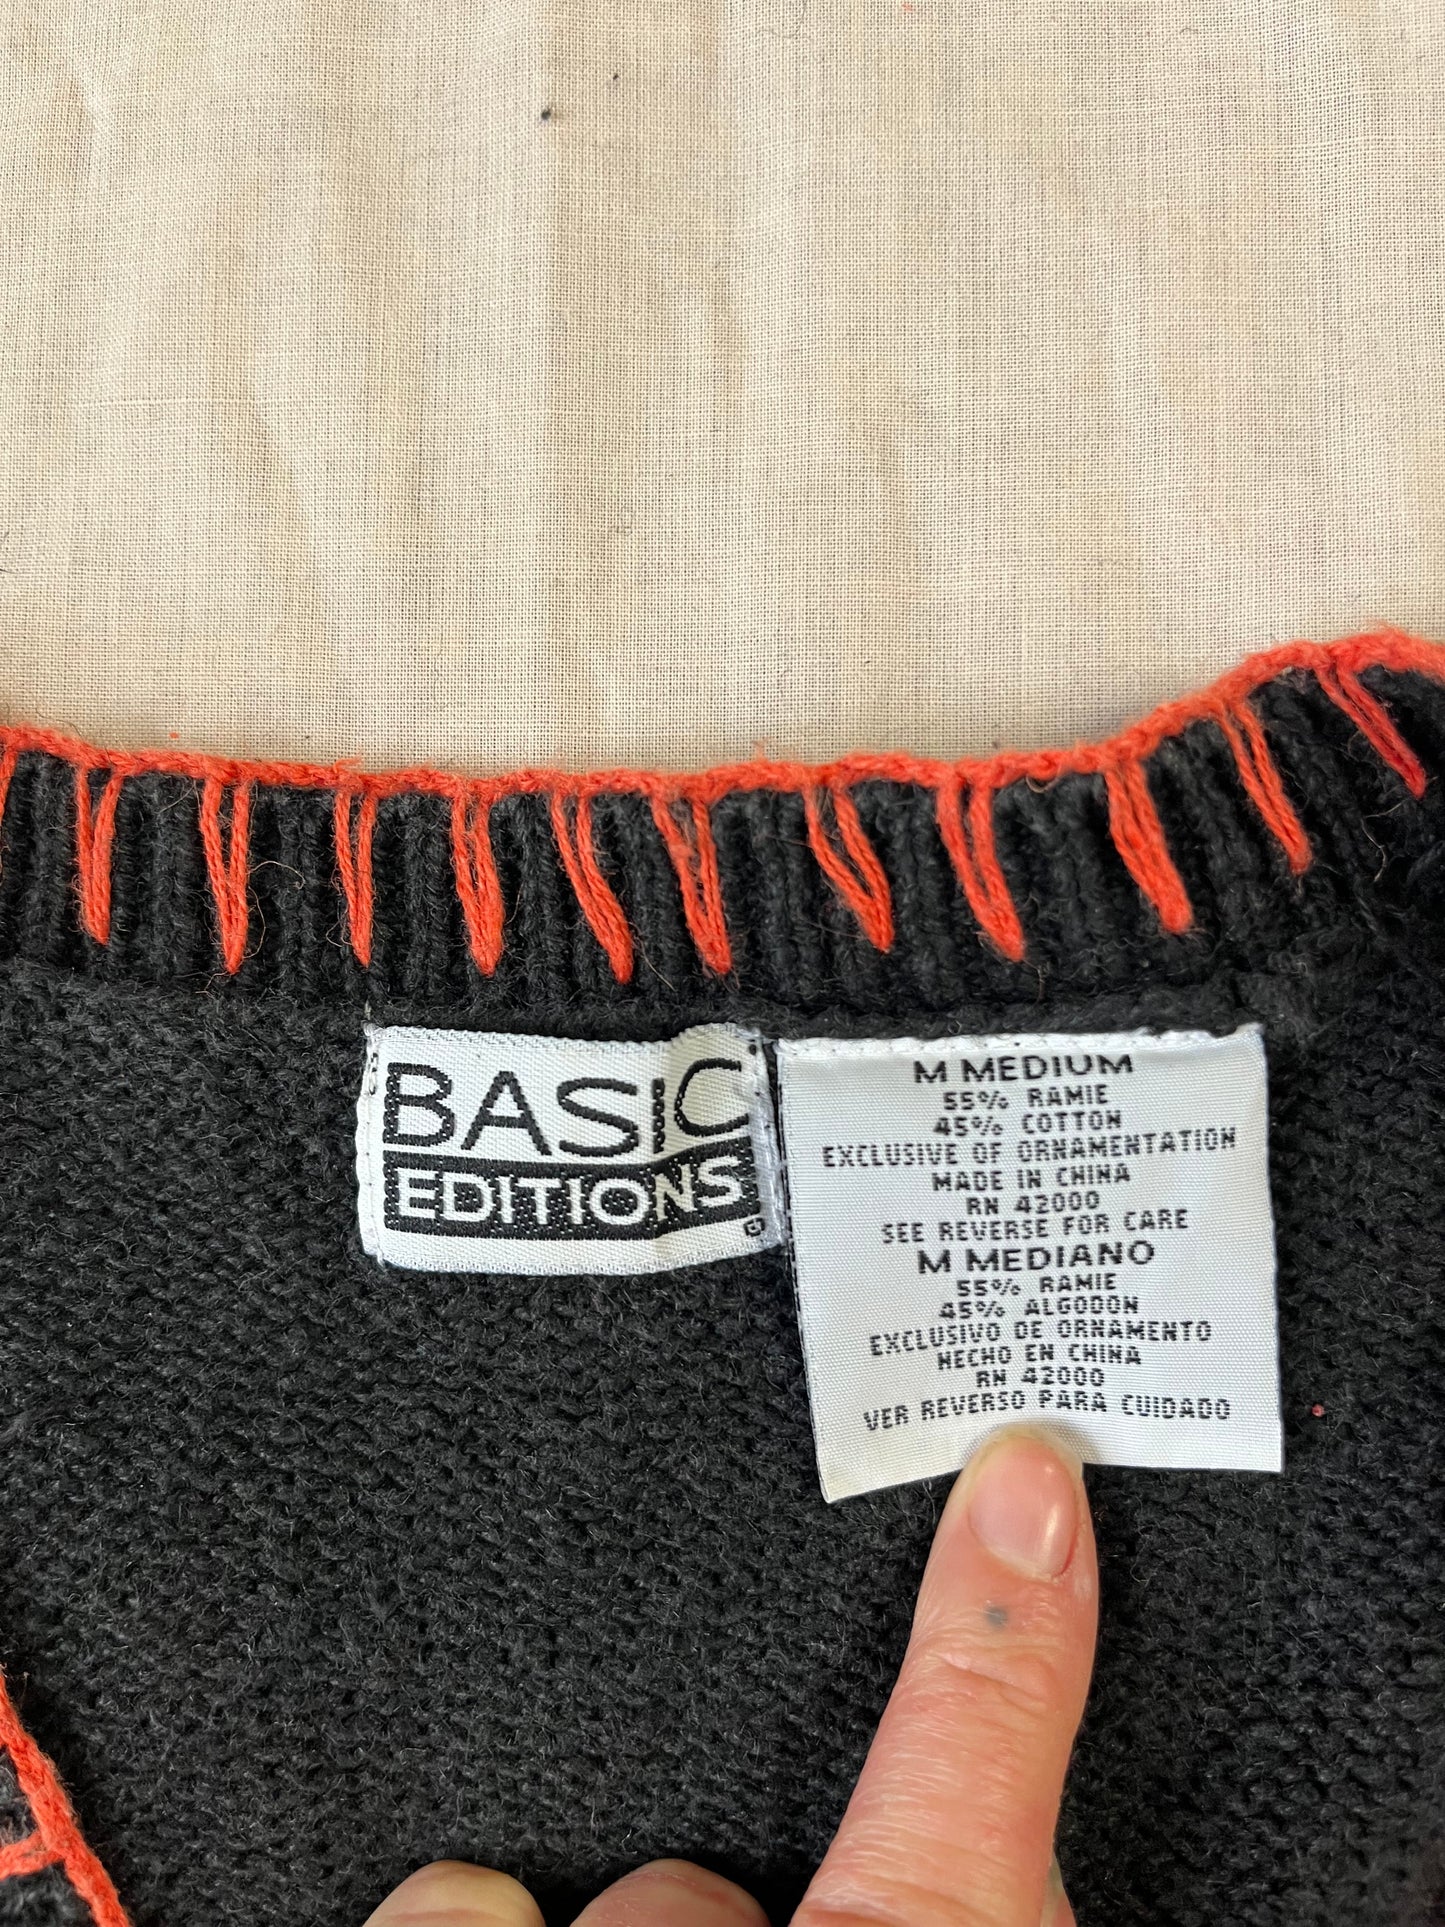 BASIC
EDITIONS
M MEDIUM
55% RAMIE
45% COTTON
EXCLUSIVE OF ORNAMENTATION
MADE IN CHINA
RN 42000
SEE REVERSE FOR CARE
M MEDIANO
55% RAMIE
45% ALGODON
EXCLUSIVO DE ORNAMENTO
HECHO EN CHINA
RN 42000
VER REVERSO PARA CUIDADO